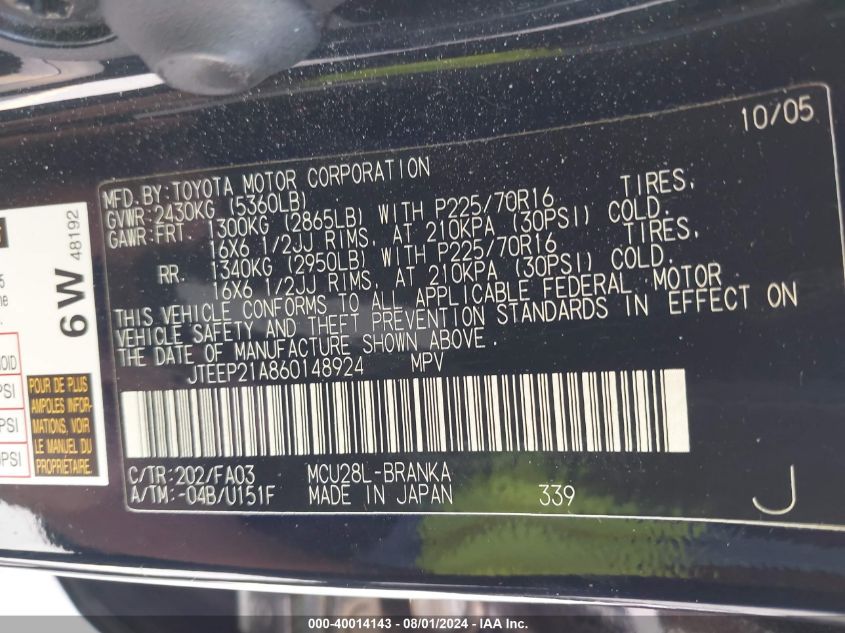 10/05
MFD.BY:TOYOTA MOTOR CORPORATION
GVWR:2430KG (5360LB)
GAWR:FRT. 1300KG (2865LB) WITH P225/70R16 TIRES,
16X6 1/2JJ RIMS, AT 210KPA (30PSI) COLD.
RR. 1340KG (2950LB) WITH P225/70R16 TIRES,
16X6 1/2JJ RIMS, AT 210KPA (30PSI) COLD.
THIS VEHICLE CONFORMS TO ALL APPLICABLE FEDERAL MOTOR
VEHICLE SAFETY AND THEFT PREVENTION STANDARDS IN EFFECT ON
THE DATE OF MANUFACTURE SHOWN ABOVE.
JTEEP21A860148924 MPV
C/TR:202/FA03 MCU28L-BRANKA
A/TM:-04B/U151F MADE IN JAPAN 339
J
6W
48192
POUR DE PLUS
AMPOLES INFOR-
MATIONS, VOIR
LE MANUEL DU
PROPRIÉTAIRE.
PSI
PSI
PSI
000-40014143 - 08/01/2024 - IAA Inc.